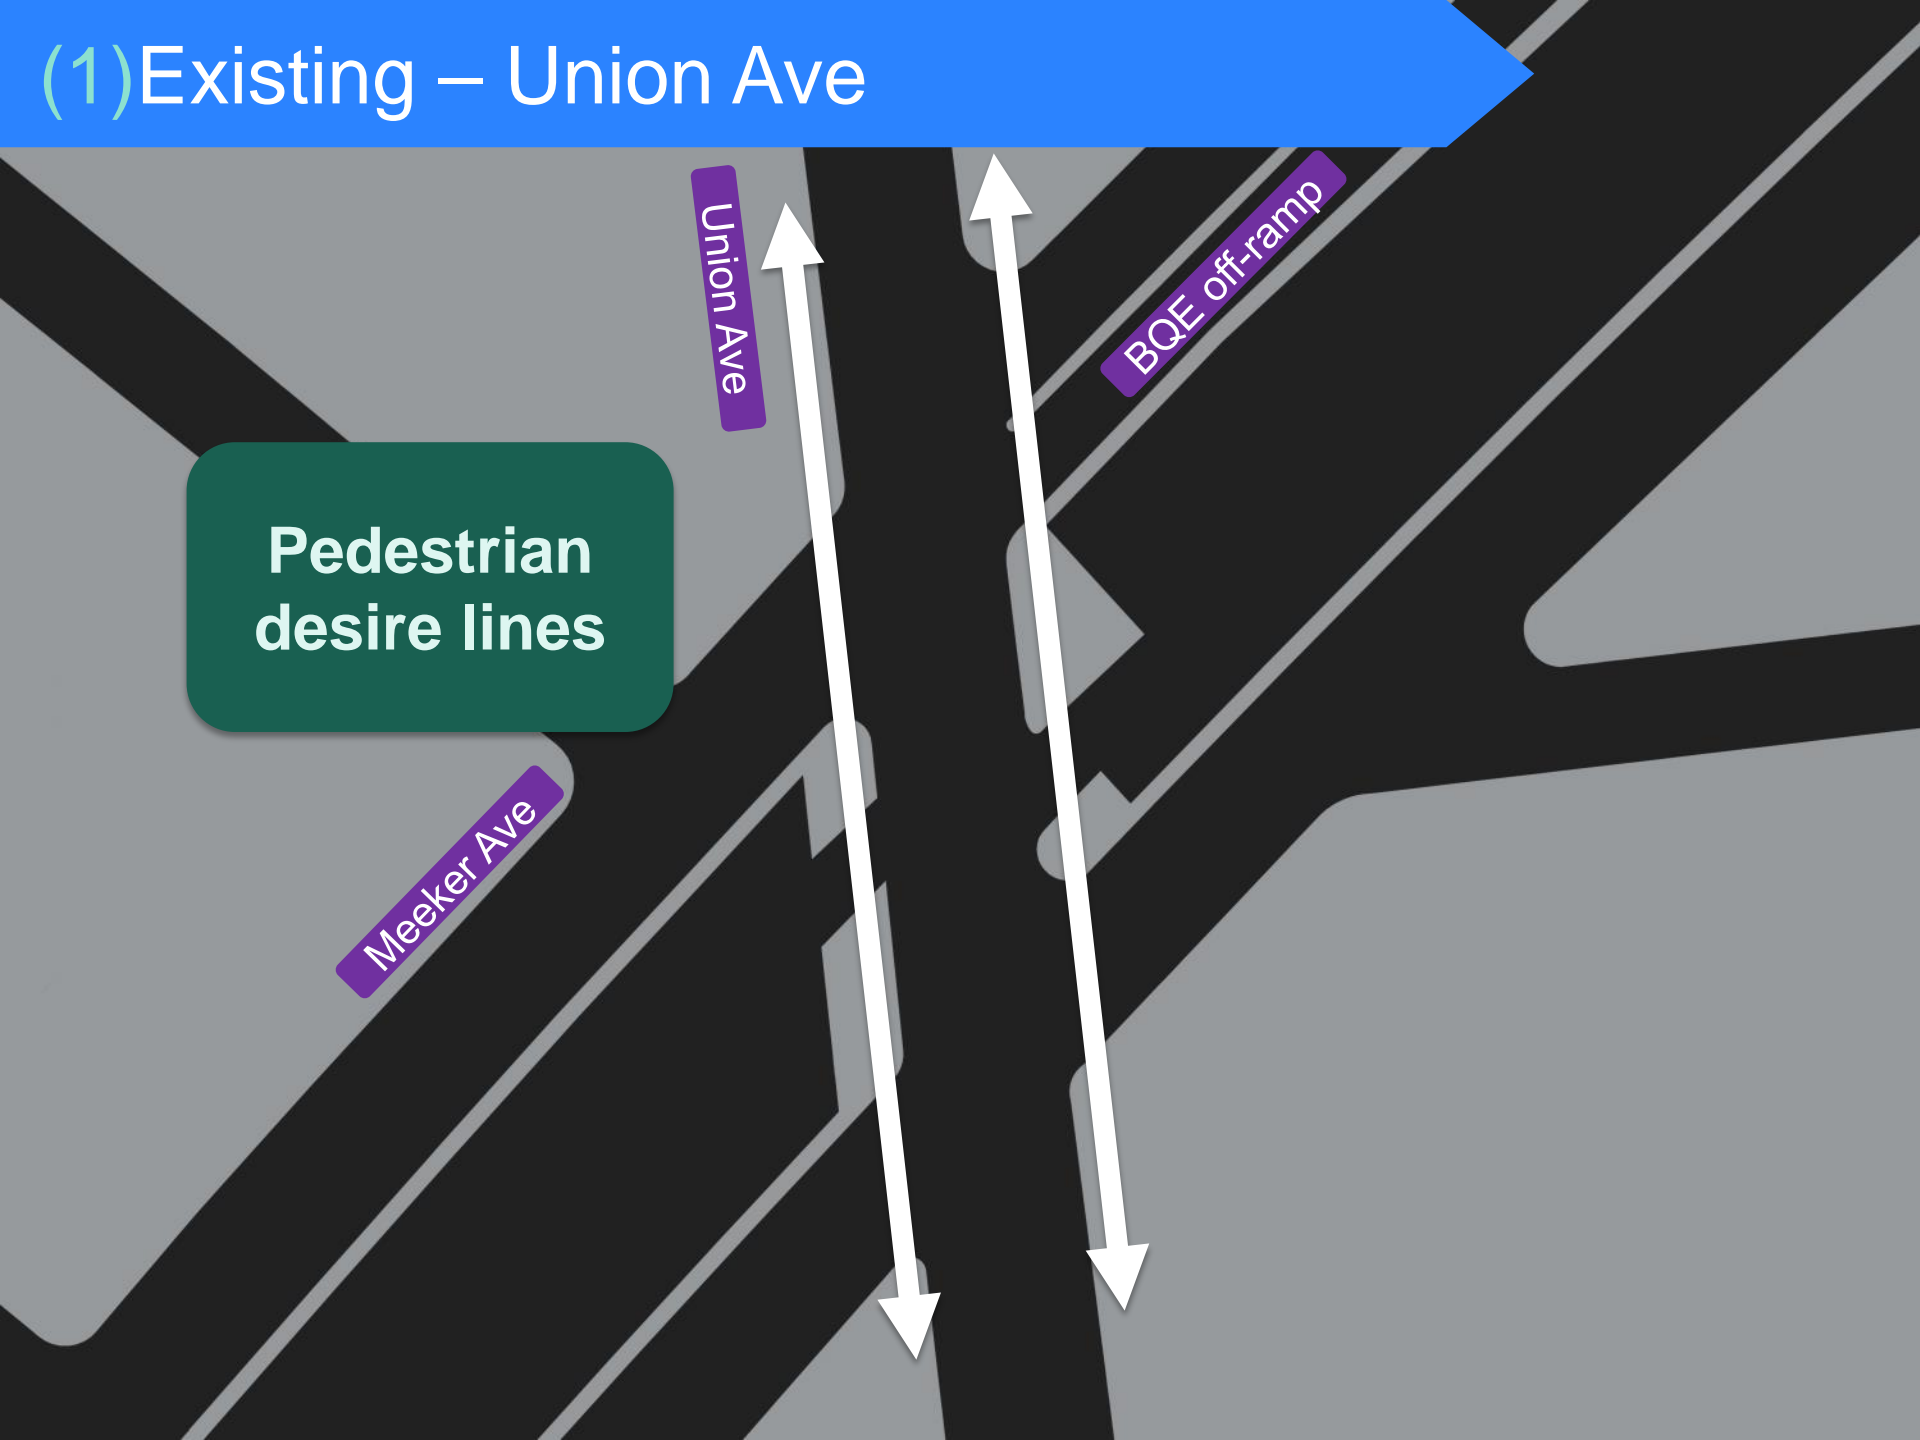 (1)Existing – Union Ave
Union Ave
BQE off-ramp
Pedestrian
desire lines
Meeker Ave